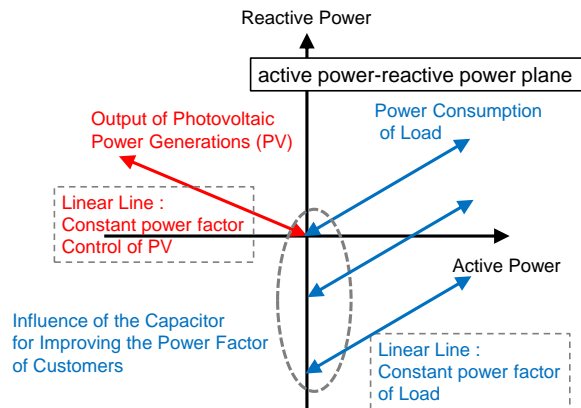 Reactive Power
active power-reactive power plane
Output of Photovoltaic
Power Generations (PV)
Power Consumption
of Load
Linear Line :
Constant power factor
Control of PV
Active Power
Influence of the Capacitor
for Improving the Power Factor
of Customers
Linear Line :
Constant power factor
of Load